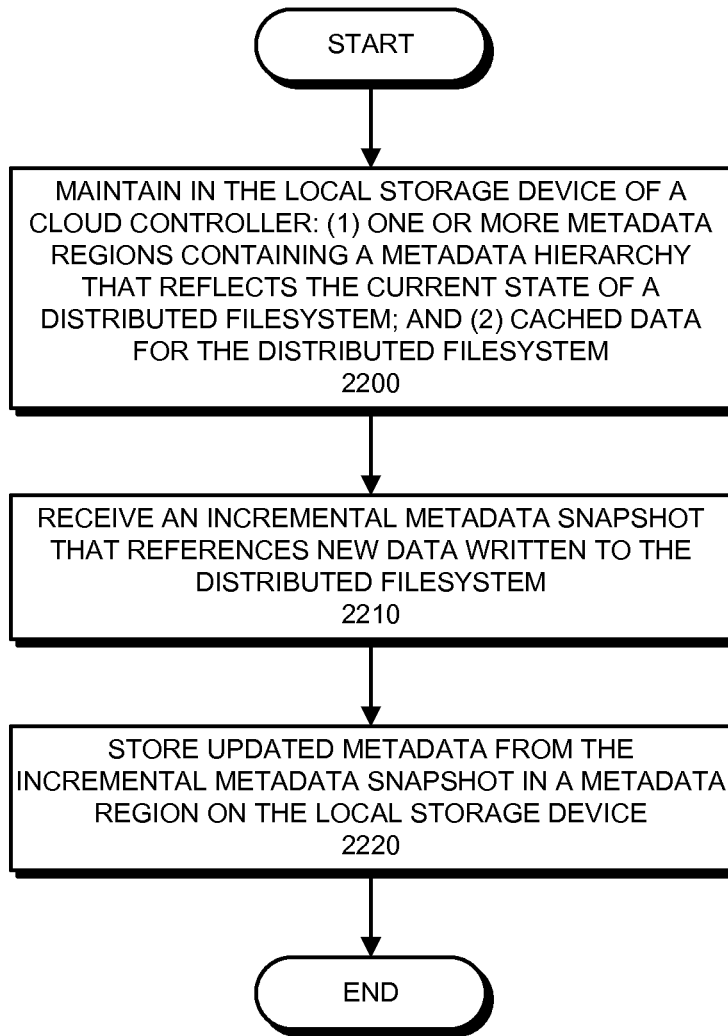 START
MAINTAIN IN THE LOCAL STORAGE DEVICE OF A
CLOUD CONTROLLER: (1) ONE OR MORE METADATA
REGIONS CONTAINING A METADATA HIERARCHY
THAT REFLECTS THE CURRENT STATE OF A
DISTRIBUTED FILESYSTEM; AND (2) CACHED DATA
FOR THE DISTRIBUTED FILESYSTEM
2200
RECEIVE AN INCREMENTAL METADATA SNAPSHOT
THAT REFERENCES NEW DATA WRITTEN TO THE
DISTRIBUTED FILESYSTEM
2210
STORE UPDATED METADATA FROM THE
INCREMENTAL METADATA SNAPSHOT IN A METADATA
REGION ON THE LOCAL STORAGE DEVICE
2220
END